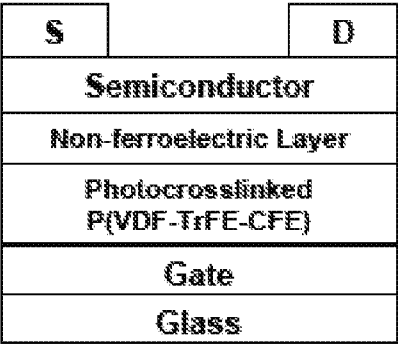 S D
Semiconductor
Non-ferroelectric Layer
Photocrosslinked
P(VDF-TrFE-CFE)
Gate
Glass